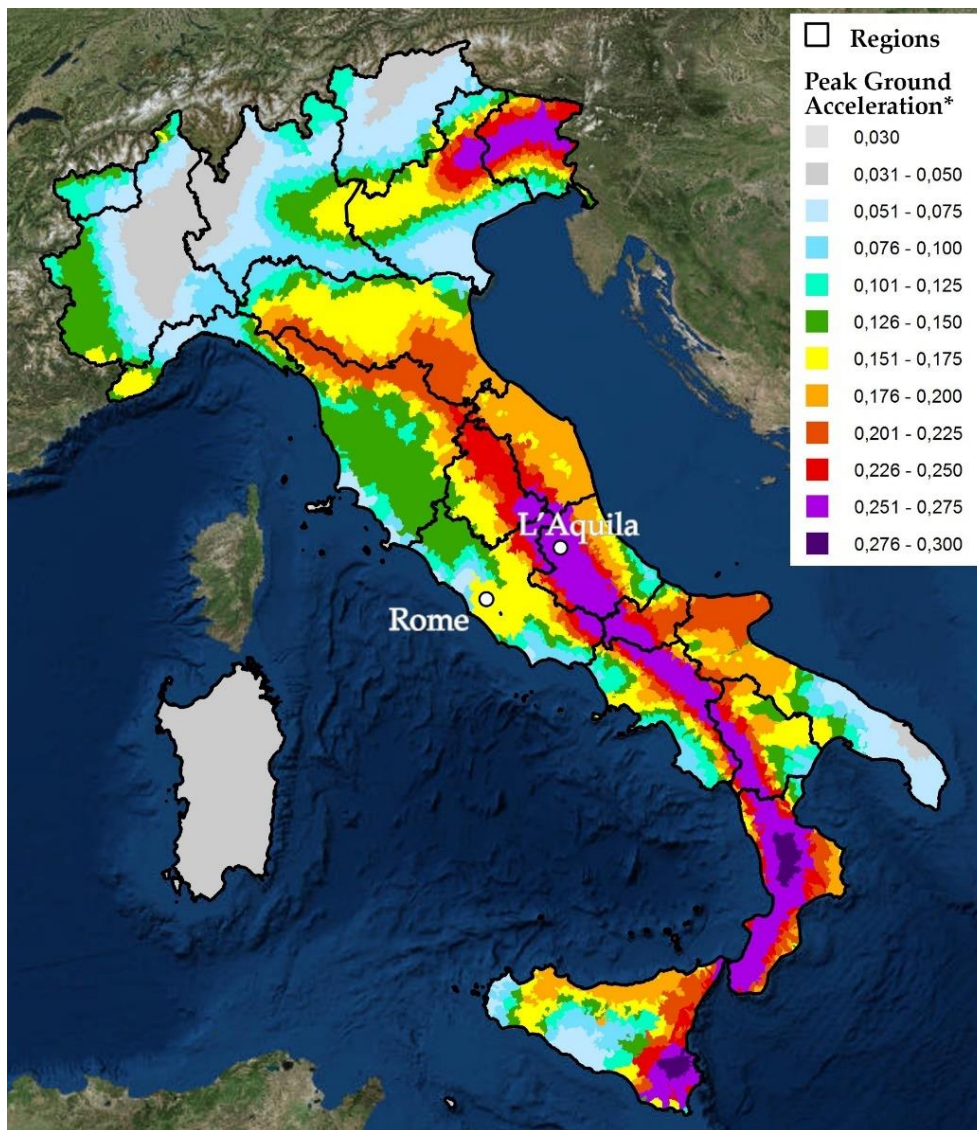 Regions
Peak Ground
Acceleration*
0,030
0,031 - 0,050
0,051 - 0,075
0,076 - 0,100
0,101 - 0,125
0,126 - 0,150
0,151 - 0,175
0,176 - 0,200
0,201 - 0,225
0,226 - 0,250
0,251 - 0,275
0,276 - 0,300
L'Aquila
Rome